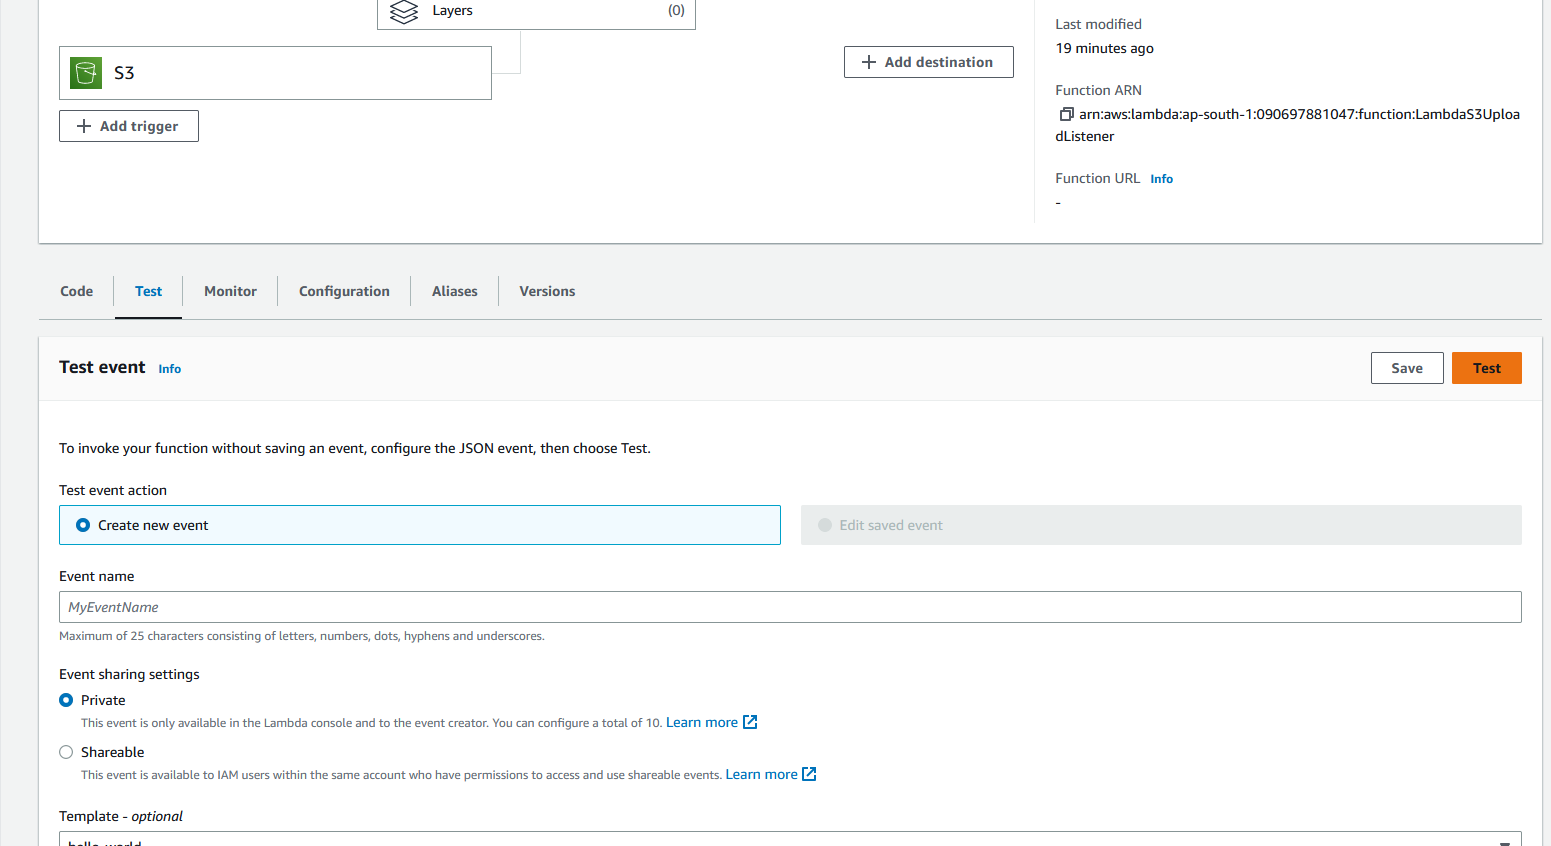 Layers (0)
S3
Add trigger
Add destination
Last modified
19 minutes ago
Function ARN
arn:aws:lambda:ap-south-1:090697881047:function:LambdaS3Uploa
dListener
Function URL Info
-
Code Test Monitor Configuration Aliases Versions
Test event Info Save Test
To invoke your function without saving an event, configure the JSON event, then choose Test.
Test event action
Create new event Edit saved event
Event name
MyEventName
Maximum of 25 characters consisting of letters, numbers, dots, hyphens and underscores.
Event sharing settings
Private
This event is only available in the Lambda console and to the event creator. You can configure a total of 10. Learn more
Shareable
This event is available to IAM users within the same account who have permissions to access and use shareable events. Learn more
Template - optional
hello-world